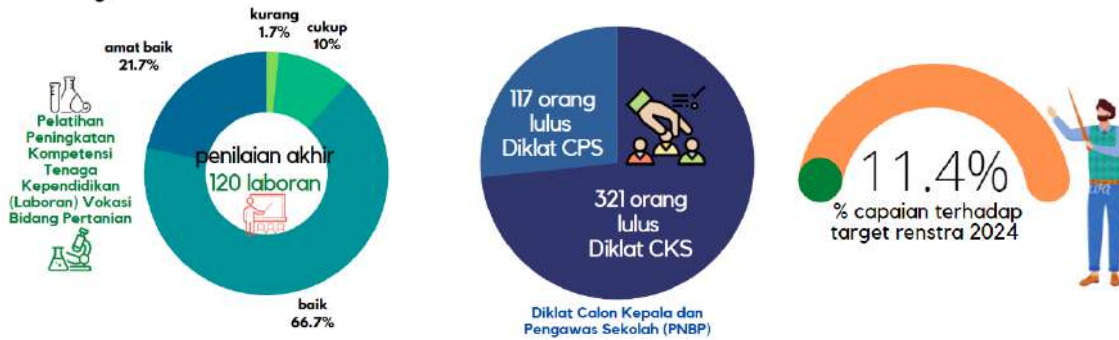 kurang
1.7%
cukup
10%
amat baik
21.7%
Pelatihan
Peningkatan
Kompetensi
Tenaga
Kependidikan
(Laboran) Vokasi
Bidang Pertanian
penilaian akhir
120 laboran
baik
66.7%
117 orang
lulus
Diklat CPS
321 orang
lulus
Diklat CKS
Diklat Calon Kepala dan
Pengawas Sekolah (PNBP)
11.4%
% capaian terhadap
target renstra 2024